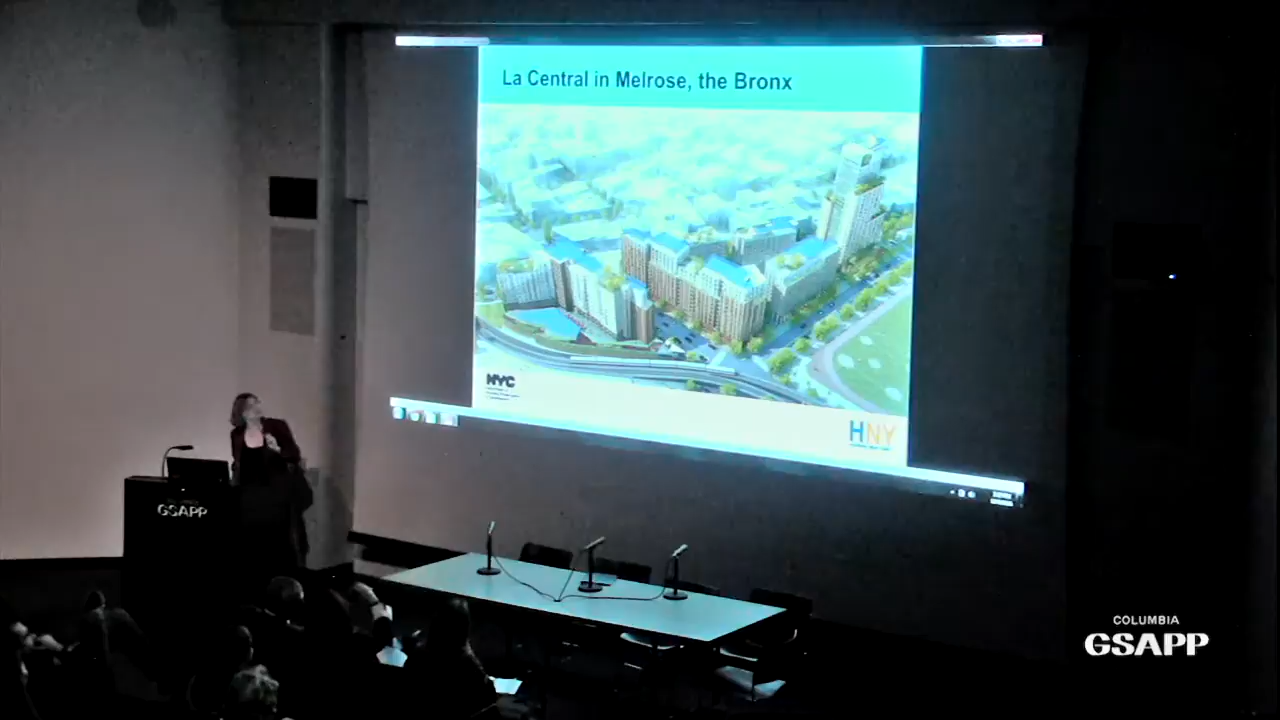 La Central in Melrose, the Bronx
NYC
HNY
GSAPP
COLUMBIA
GSAPP